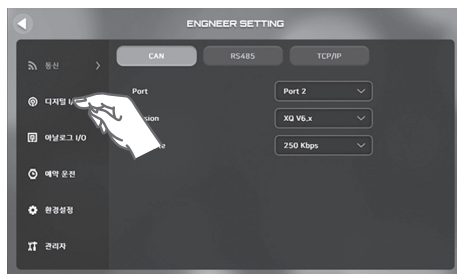 ENGNEER SETTING
CAN
RS485
TCP/IP
통신
디지털 I/
아날로그 I/O
예약 운전
환경설정
관리자
Port
Port 2
XQ V6.x
250 Kbps